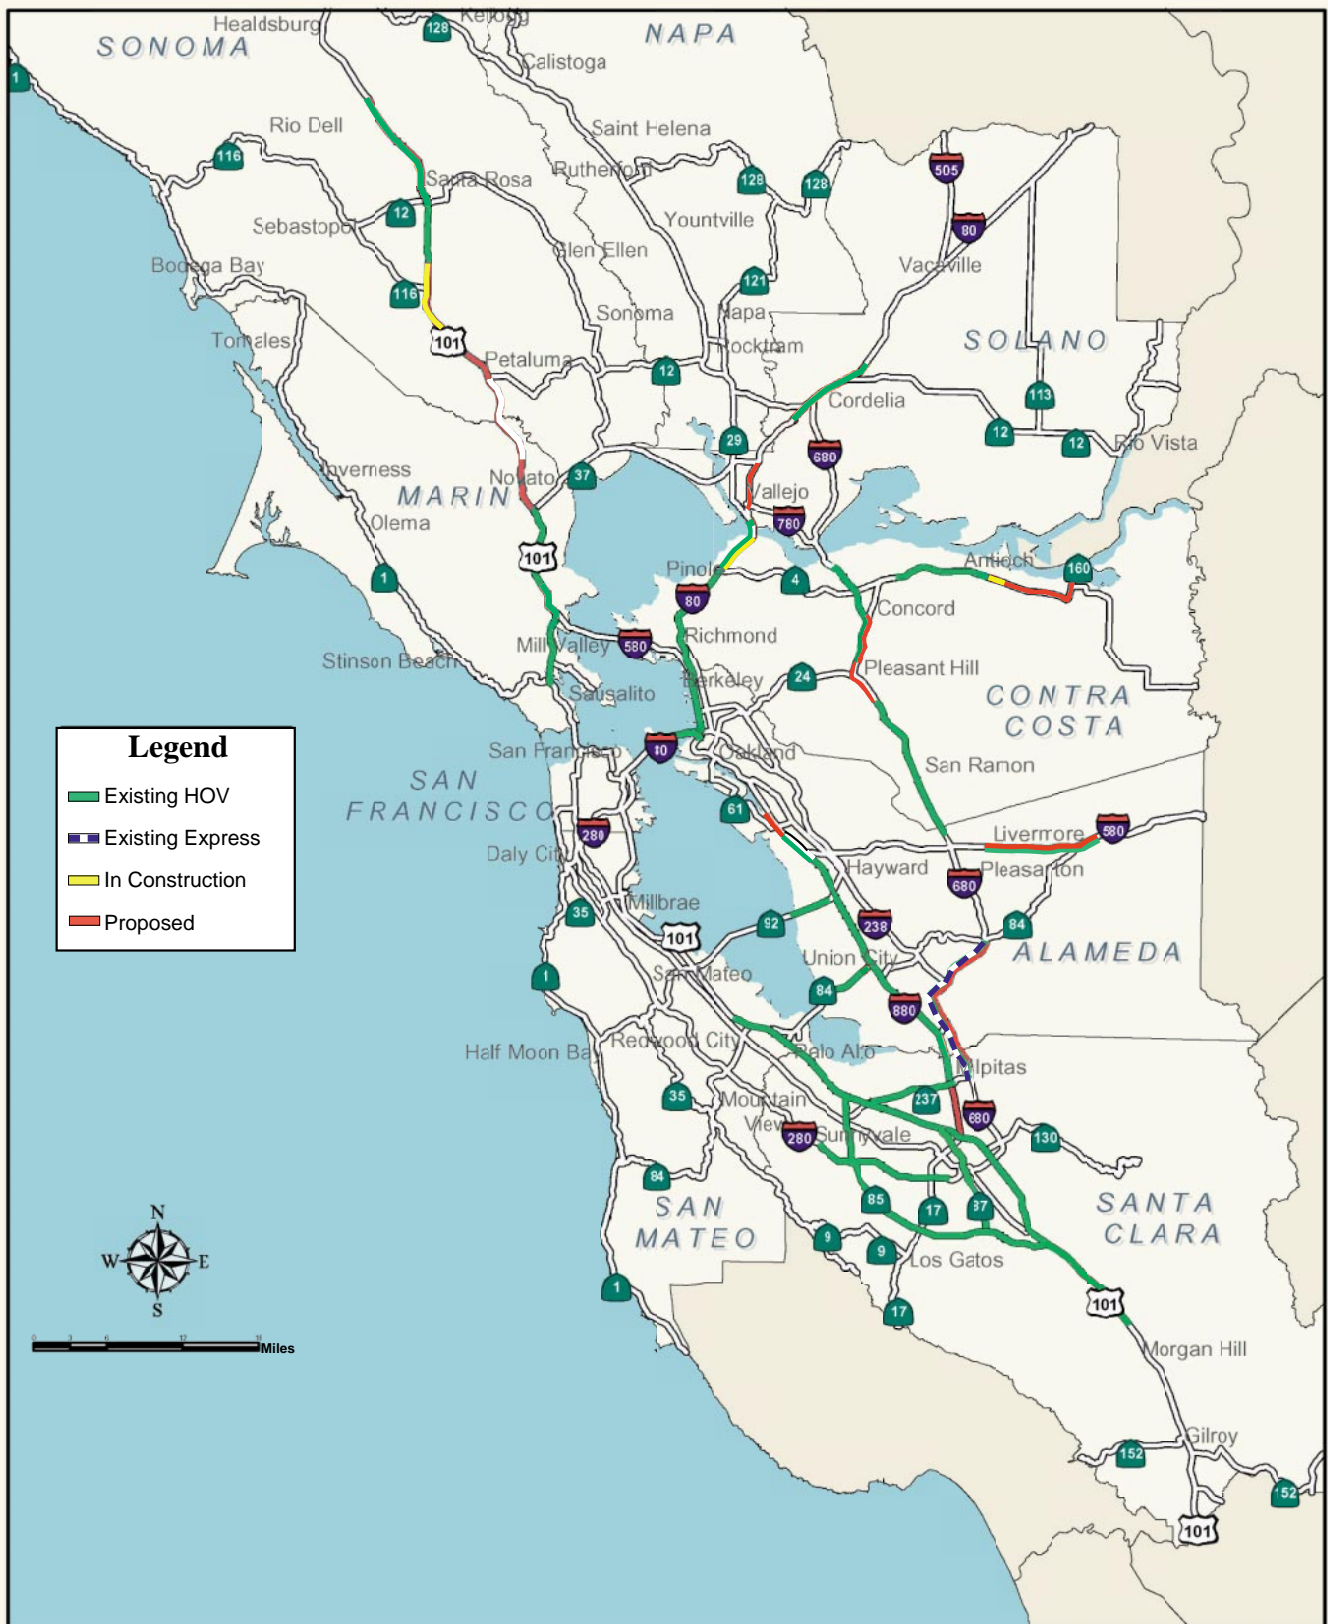 Healdsburg
128
Kellogg
NAPA
SONOMA
Calistoga
1
Rio Dell
Saint Helena
116
Rutherford
505
Santa Rosa
128
128
12
Yountville
80
Sebastopol
Glen Ellen
Bodega Bay
Vacaville
116
121
Sonoma
Napa
Tomales
101
Rocktram
SOLANO
Petaluma
12
Cordelia
113
29
12
12
Rio Vista
680
Inverness
Novato
37
MARIN
Vallejo
Olema
780
101
Antioch
Pinole
160
1
4
80
Concord
Richmond
Mill Valley
580
Stinson Beach
Berkeley
24
Pleasant Hill
Sausalito
CONTRA
COSTA
Legend
San Francisco
80
Oakland
San Ramon
SAN
FRANCISCO
Existing HOV
61
Livermore
580
280
Existing Express
Daly City
Hayward
Pleasanton
In Construction
680
Millbrae
35
Proposed
92
238
84
101
ALAMEDA
Union City
1
San Mateo
84
880
Redwood City
Palo Alto
Half Moon Bay
Milpitas
35
Mountain
View
237
680
280
Sunnyvale
130
84
SAN
MATEO
85
17
87
SANTA
CLARA
N
W
E
S
9
9
Los Gatos
1
101
17
Miles
Morgan Hill
Gilroy
152
152
101